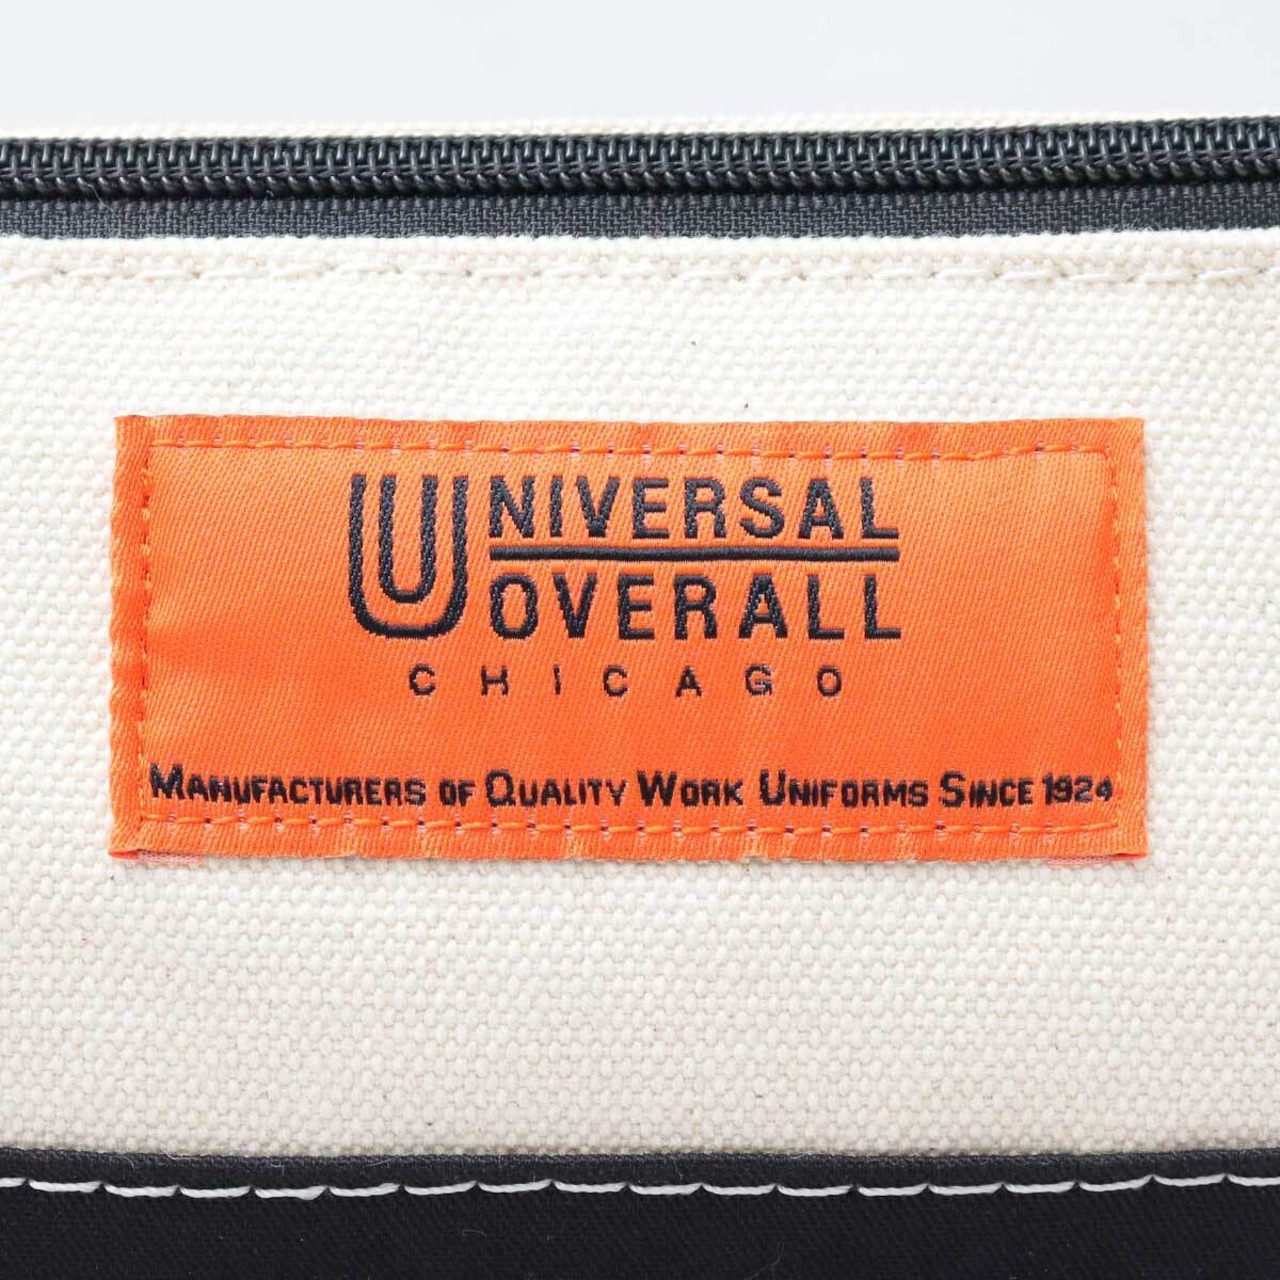 UNIVERSAL
OVERALL
CHICAGO
MANUFACTURERS OF QUALITY WORK UNIFORMS SINCE 1924